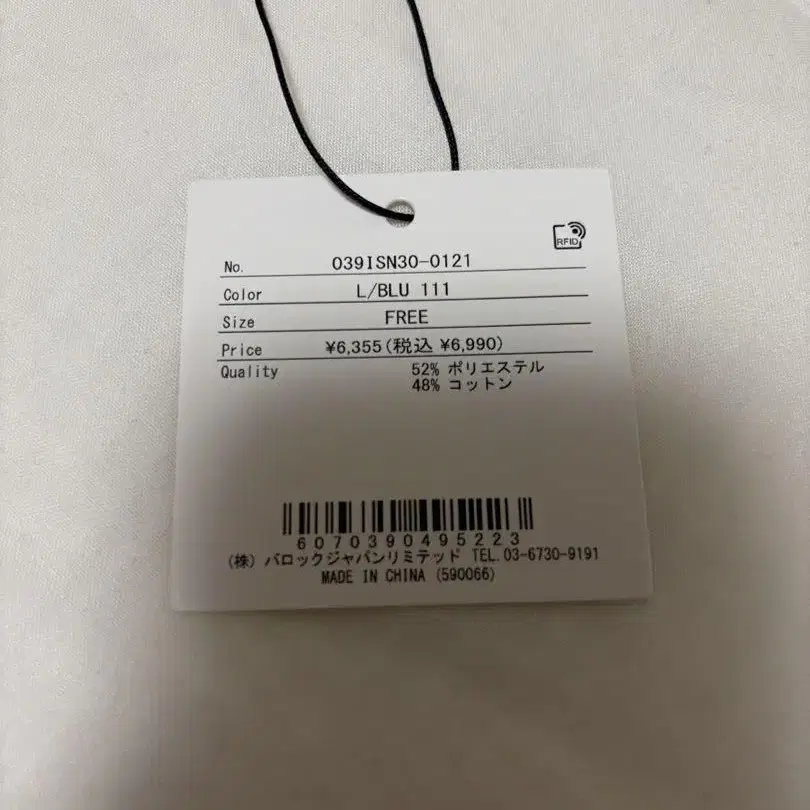 RFID
No. 039ISN30-0121
Color L/BLU 111
Size FREE
Price ¥6,355(税込 ¥6,990)
Quality 52% ポリエステル
48% コットン
6070390495223
(株) バロックジャパンリミテッド TEL.03-6730-9191
MADE IN CHINA (590066)